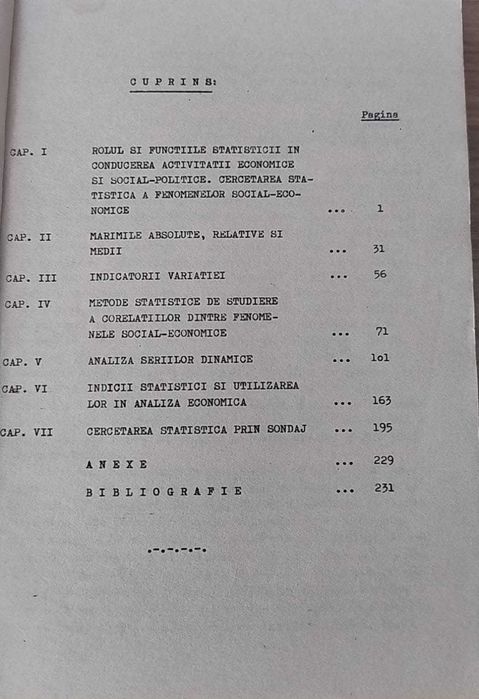 CUPRINS:
Pagina
CAP. I ROLUL SI FUNCTIILE STATISTICII IN
CONDUCEREA ACTIVITATII ECONOMICE
SI SOCIAL-POLITICE. CERCETAREA STA-
TISTICA A FENOMENELOR SOCIAL-ECO-
NOMICE ... 1
CAP. II MARIMILE ABSOLUTE, RELATIVE SI
MEDII ... 31
CAP. III INDICATORII VARIATIEI ... 56
CAP. IV METODE STATISTICE DE STUDIERE
A CORELATIILOR DINTRE FENOME-
NELE SOCIAL-ECONOMICE ... 71
CAP. V ANALIZA SERIILOR DINAMICE ... 1o1
CAP. VI INDICII STATISTICI SI UTILIZAREA
LOR IN ANALIZA ECONOMICA ... 163
CAP. VII CERCETAREA STATISTICA PRIN SONDAJ ... 195
ANEXE ... 229
BIBLIOGRAFIE ... 231
.-.-.-.-.